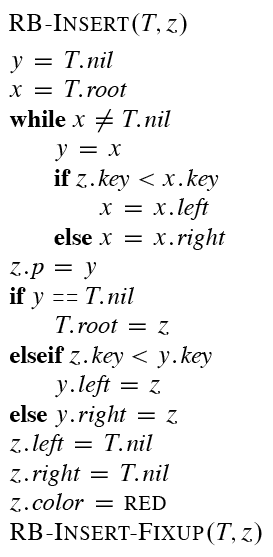 RB-INSERT(T, z)
y = T.nil
x = T.root
while x ≠ T.nil
y = x
if z.key < x.key
x = x.left
else x = x.right
z.p = y
if y == T.nil
T.root = z
elseif z.key < y.key
y.left = z
else y.right = z
z.left = T.nil
z.right = T.nil
z.color = RED
RB-INSERT-FIXUP(T, z)